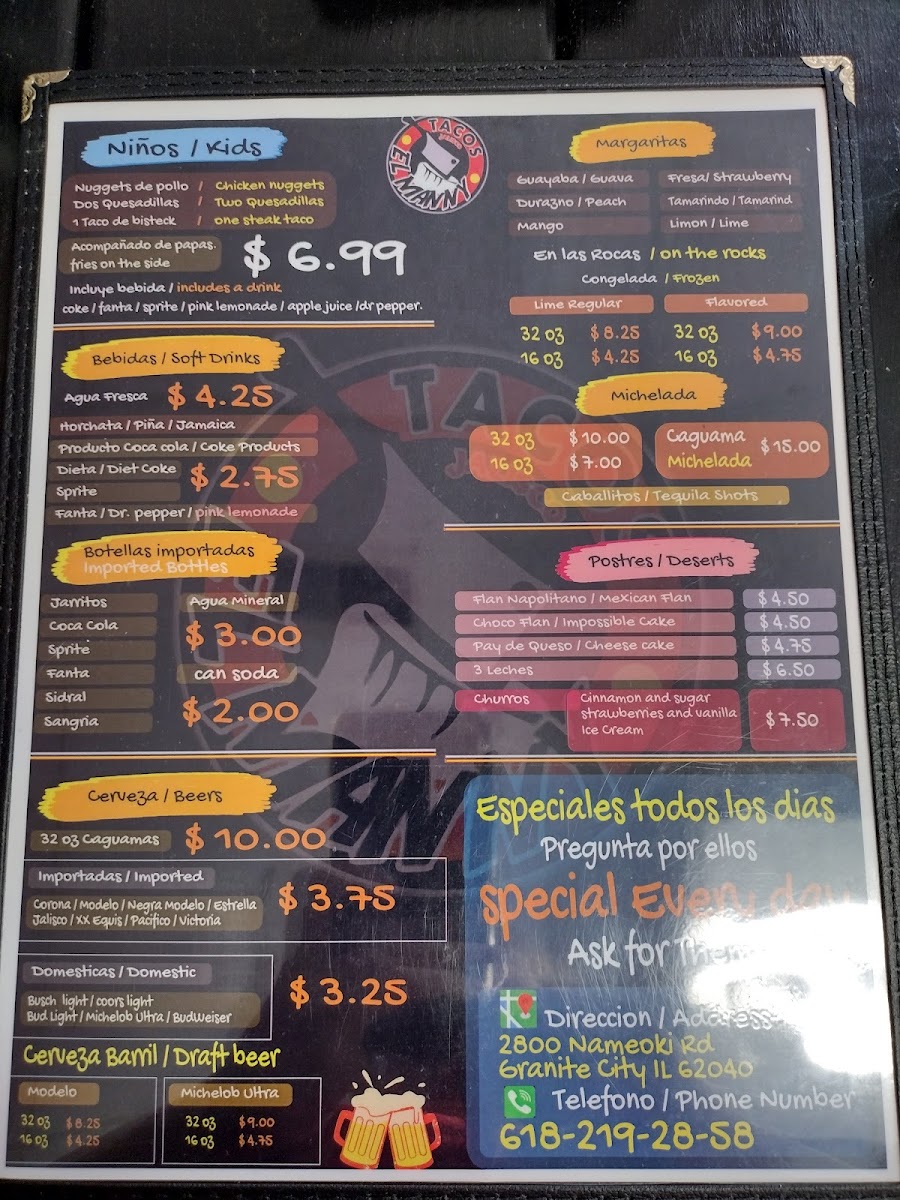 Niños / Kids
Nuggets de pollo / Chicken nuggets
Dos Quesadillas / Two Quesadillas
1 Taco de bisteck / one steak taco
Acompañado de papas.
fries on the side
$ 6.99
Incluye bebida / includes a drink
coke / fanta / sprite / pink lemonade / apple juice /dr pepper.
Bebidas / Soft Drinks
Agua Fresca $ 4.25
Horchata / Piña / Jamaica
Producto Coca cola / Coke Products
Dieta / Diet Coke
$ 2.75
Sprite
Fanta / Dr. pepper / pink lemonade
Botellas importadas
Imported Bottles
Jarritos
Coca Cola
Sprite
Fanta
Sidral
Sangria
Agua Mineral
$ 3.00
can soda
$ 2.00
Cerveza / Beers
32 oz Caguamas $ 10.00
Importadas / Imported
Corona / Modelo / Negra Modelo / Estrella
Jalisco / XX Equis / Pacifico / Victoria
$ 3.75
Domesticas / Domestic
Busch light / coors light
Bud Light / Michelob Ultra / Budweiser
$ 3.25
Cerveza Barril / Draft beer
Modelo
32 oz $ 8.25
16 oz $ 4.25
Michelob Ultra
32 oz $ 9.00
16 oz $ 4.75
TACOS
EL MANNY
Margaritas
Guayaba / Guava
Fresa/ Strawberry
Durazno / Peach
Tamarindo / Tamarind
Mango
Limon / Lime
En las Rocas / on the rocks
Congelada / Frozen
Lime Regular
32 oz $ 8.25
16 oz $ 4.25
Flavored
32 oz $ 9.00
16 oz $ 4.75
Michelada
32 oz $ 10.00
16 oz $ 7.00
Caguama
Michelada
$ 15.00
Caballitos / Tequila Shots
Postres / Deserts
Flan Napolitano / Mexican Flan $ 4.50
Choco Flan / Impossible Cake $ 4.50
Pay de Queso / Cheese cake $ 4.75
3 Leches $ 6.50
Churros
Cinnamon and sugar
strawberries and vanilla
Ice Cream
$ 7.50
Especiales todos los dias
Pregunta por ellos
special Every day
Ask for Them
Direccion / Address
2800 Nameoki Rd
Granite City IL 62040
Telefono / Phone Number
618-219-28-58